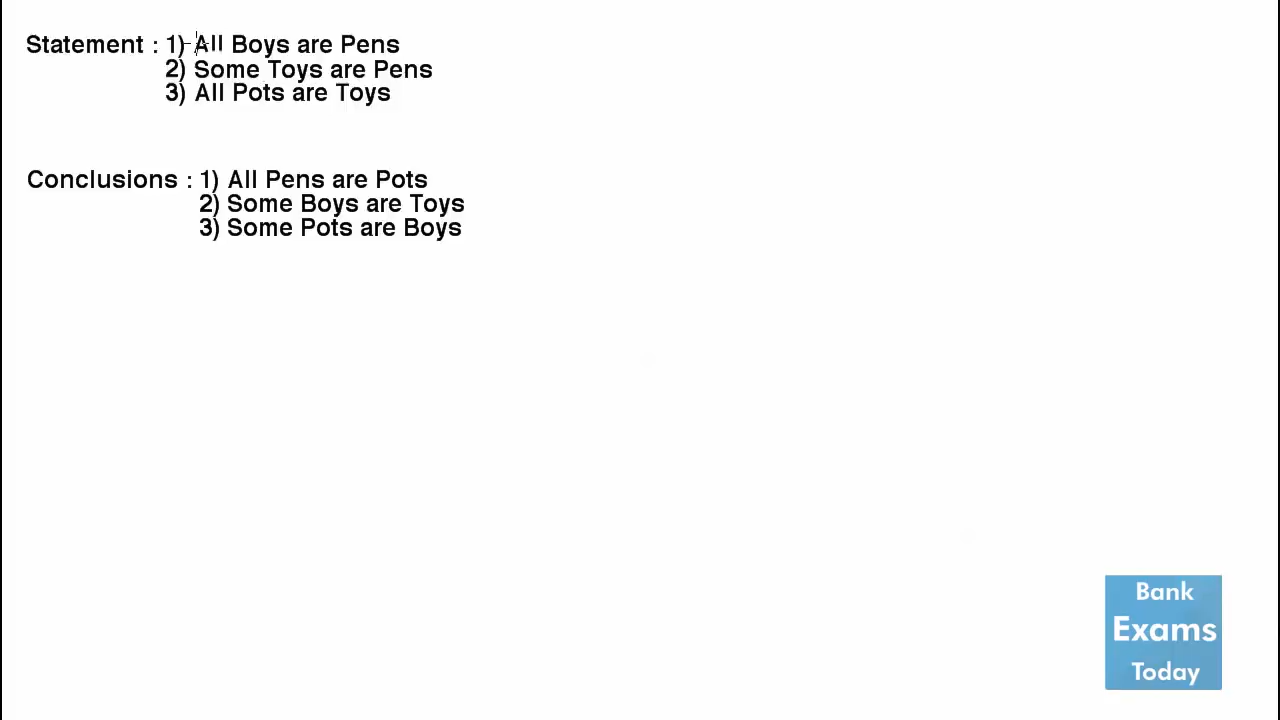 Statement : 1) All Boys are Pens
2) Some Toys are Pens
3) All Pots are Toys
Conclusions : 1) All Pens are Pots
2) Some Boys are Toys
3) Some Pots are Boys
Bank
Exams
Today